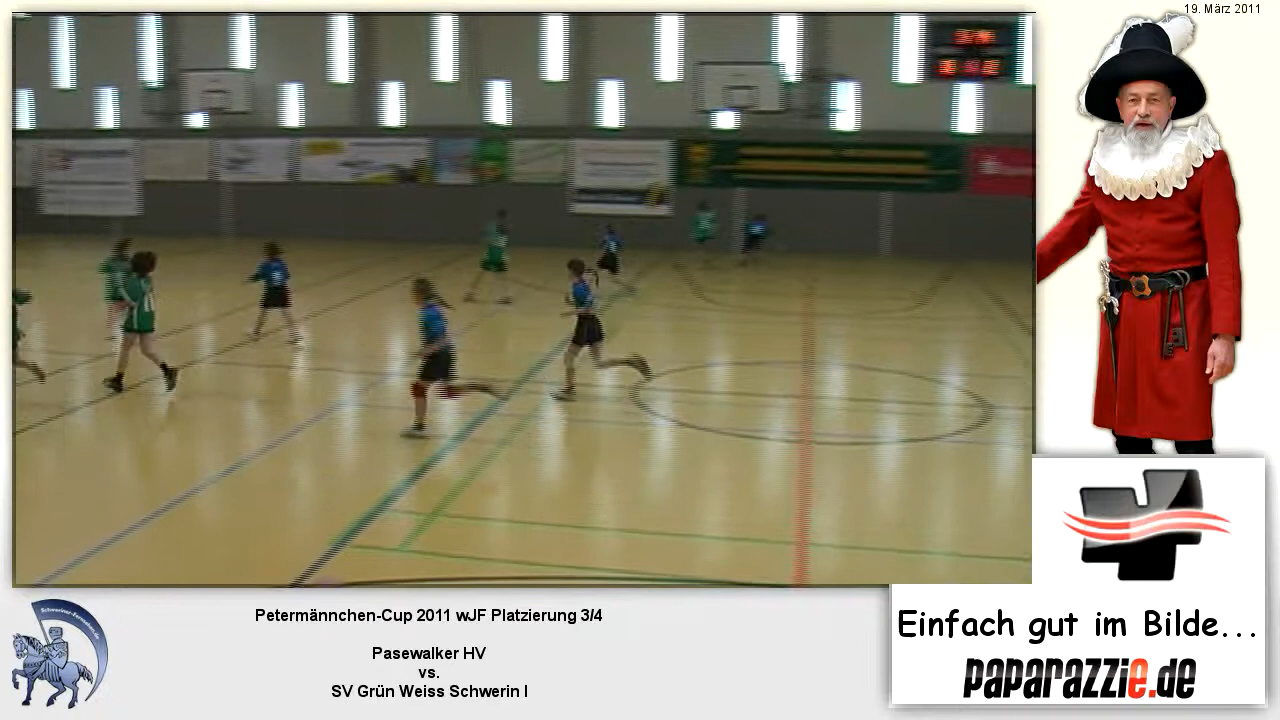 19. März 2011
Petermännchen-Cup 2011 wJF Platzierung 3/4
Pasewalker HV
vs.
SV Grün Weiss Schwerin I
Einfach gut im Bilde...
paparazzie.de